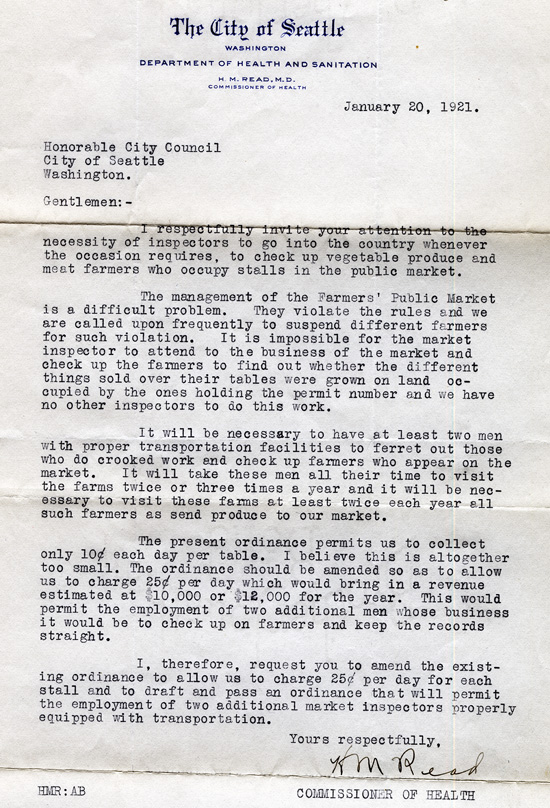 The City of Seattle
WASHINGTON
DEPARTMENT OF HEALTH AND SANITATION
H. M. READ, M.D.
COMMISSIONER OF HEALTH
January 20, 1921.
Honorable City Council
City of Seattle
Washington.
Gentlemen:-
I respectfully invite your attention to the
necessity of inspectors to go into the country whenever
the occasion requires, to check up vegetable produce and
meat farmers who occupy stalls in the public market.
The management of the Farmers' Public Market
is a difficult problem. They violate the rules and we
are called upon frequently to suspend different farmers
for such violation. It is impossible for the market
inspector to attend to the business of the market and
check up the farmers to find out whether the different
things sold over their tables were grown on land oc-
cupied by the ones holding the permit number and we have
no other inspectors to do this work.
It will be necessary to have at least two men
with proper transportation facilities to ferret out those
who do crooked work and check up farmers who appear on the
market. It will take these men all their time to visit
the farms twice or three times a year and it will be nec-
essary to visit these farms at least twice each year all
such farmers as send produce to our market.
The present ordinance permits us to collect
only 10¢ each day per table. I believe this is altogether
too small. The ordinance should be amended so as to allow
us to charge 25¢ per day which would bring in a revenue
estimated at $10,000 or $12,000 for the year. This would
permit the employment of two additional men whose business
it would be to check up on farmers and keep the records
straight.
I, therefore, request you to amend the exist-
ing ordinance to allow us to charge 25¢ per day for each
stall and to draft and pass an ordinance that will permit
the employment of two additional market inspectors properly
equipped with transportation.
Yours respectfully,
H M Read
HMR:AB COMMISSIONER OF HEALTH